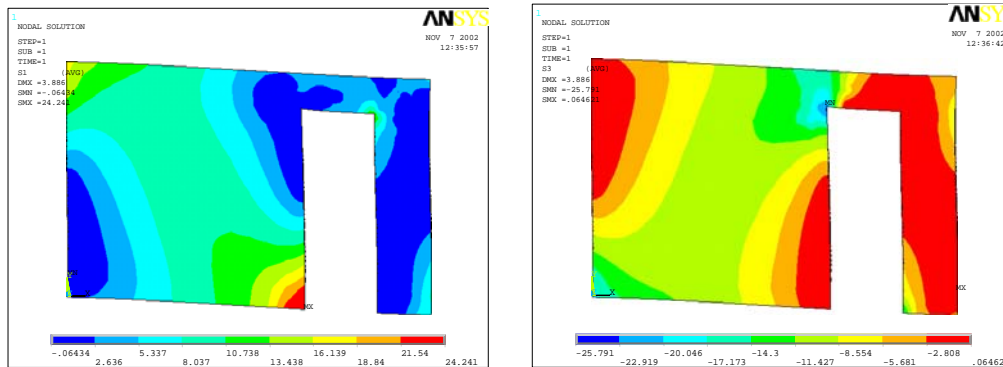 1
ANSYS
NODAL SOLUTION
NOV 7 2002
12:35:57
STEP=1
SUB =1
TIME=1
S1 (AVG)
DMX =3.886
SMN =-.06434
SMX =24.241
MX
Y
X
-.06434 5.337 10.738 16.139 21.54
2.636 8.037 13.438 18.84 24.241
1
ANSYS
NODAL SOLUTION
NOV 7 2002
12:36:42
STEP=1
SUB =1
TIME=1
S3 (AVG)
DMX =3.886
SMN =-25.791
SMX =.064621
MN
MX
X
-25.791 -20.046 -14.3 -8.554 -2.808
-22.919 -17.173 -11.427 -5.681 .06462